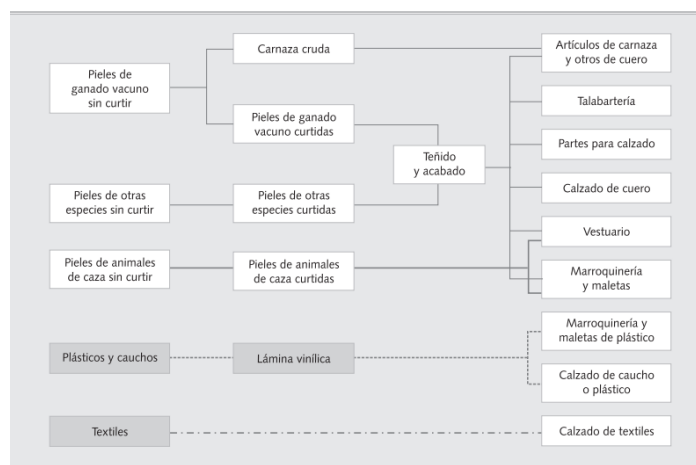 Carnaza cruda
Artículos de carnaza
y otros de cuero
Pieles de
ganado vacuno
sin curtir
Talabartería
Pieles de ganado
vacuno curtidas
Partes para calzado
Teñido
y acabado
Calzado de cuero
Pieles de otras
especies sin curtir
Pieles de otras
especies curtidas
Vestuario
Pieles de animales
de caza sin curtir
Pieles de animales
de caza curtidas
Marroquinería
y maletas
Marroquinería y
maletas de plástico
Plásticos y cauchos
Lámina vinílica
Calzado de caucho
o plástico
Textiles
Calzado de textiles